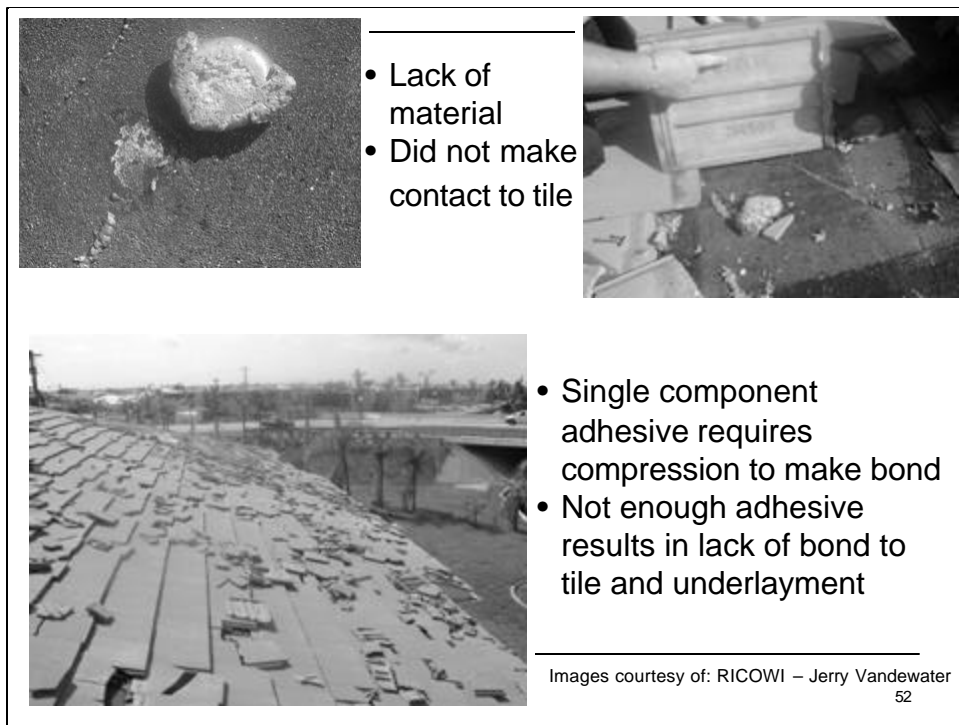 • Lack of
material
• Did not make
contact to tile
• Single component
adhesive requires
compression to make bond
• Not enough adhesive
results in lack of bond to
tile and underlayment
Images courtesy of: RICOWI – Jerry Vandewater
52